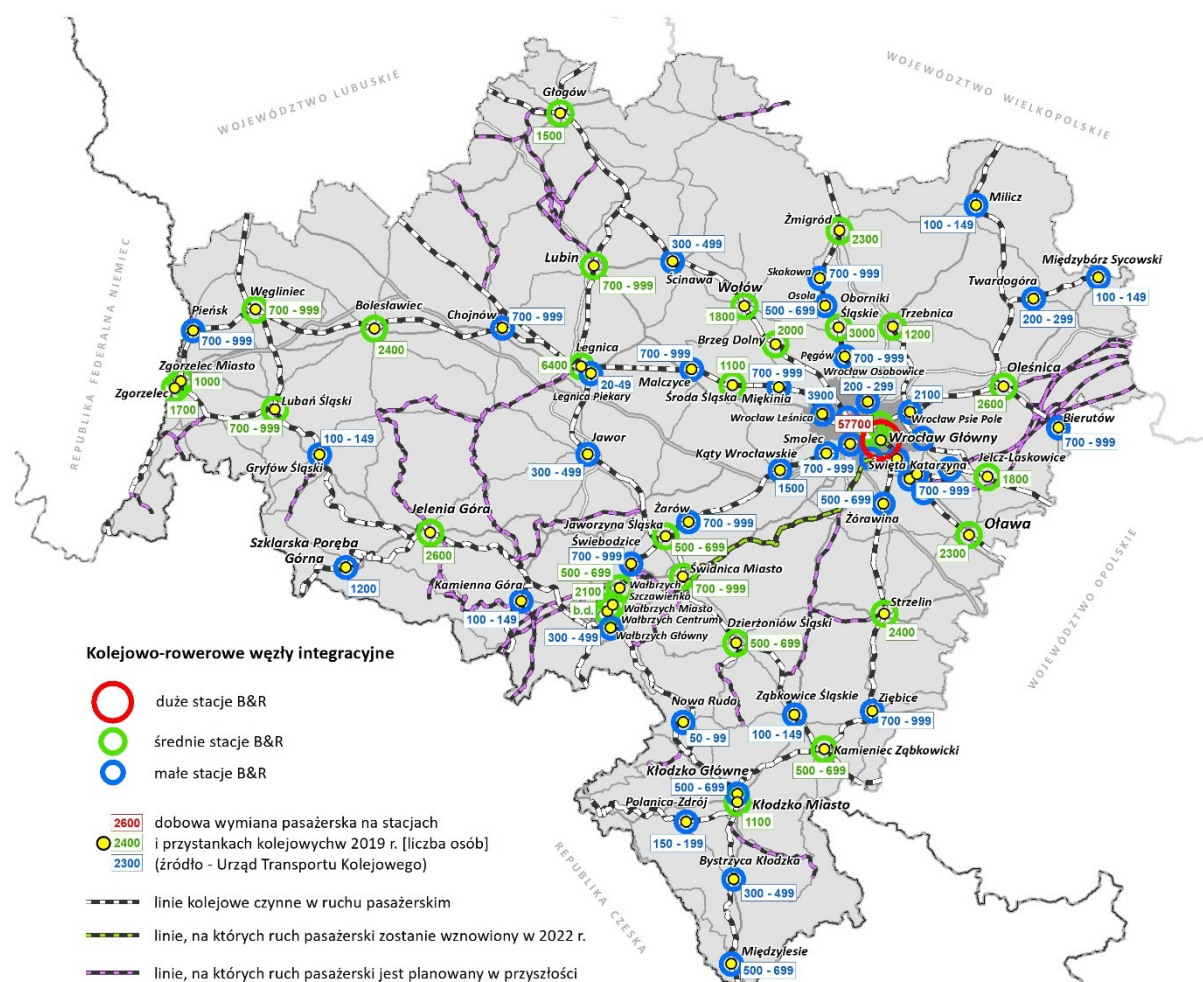 WOJEWÓDZTWO LUBUSKIE
WOJEWÓDZTWO WIELKOPOLSKIE
Głogów
1500
Milicz
100 - 149
Żmigród
2300
300 - 499
Ścinawa
Lubin
700 - 999
Skokowa
700 - 999
Międzybórz Sycowski
100 - 149
Twardogóra
200 - 299
REPUBLIKA FEDERALNA NIEMIEC
Węgliniec
700 - 999
Pieńsk
700 - 999
Bolesławiec
2400
Chojnów
700 - 999
Wołów
1800
Osola
500 - 699
Oborniki
Śląskie
3000
Trzebnica
1200
Brzeg Dolny
2000
Pęgów
700 - 999
Wrocław Osobowice
200 - 299
Zgorzelec Miasto
1000
Zgorzelec
1700
Legnica
6400
20-49
Legnica Piekary
700 - 999
Malczyce
1100
Środa Śląska
700 - 999
Miękinia
3900
Wrocław Leśnica
2100
Wrocław Psie Pole
Oleśnica
2600
Bierutów
700 - 999
Lubań Śląski
700 - 999
57700
Wrocław Główny
100 - 149
Gryfów Śląski
Jawor
300 - 499
Smolec
700 - 999
Kąty Wrocławskie
1500
Święta Katarzyna
700 - 999
Jelcz-Laskowice
1800
500 - 699
Żórawina
Oława
2300
Jelenia Góra
2600
Żarów
700 - 999
Jaworzyna Śląska
500 - 699
Szklarska Poręba
Górna
1200
Świebodzice
700 - 999
Świdnica Miasto
700 - 999
500 - 699
Wałbrzych
Szczawienko
2100
Wałbrzych Miasto
b.d.
Wałbrzych Centrum
300 - 499
Wałbrzych Główny
Kamienna Góra
100 - 149
Strzelin
2400
Dzierżoniów Śląski
500 - 699
WOJEWÓDZTWO OPOLSKIE
Nowa Ruda
50 - 99
Ząbkowice Śląskie
100 - 149
Ziębice
700 - 999
Kamieniec Ząbkowicki
500 - 699
Kłodzko Główne
500 - 699
Kłodzko Miasto
1100
Polanica-Zdrój
150 - 199
Bystrzyca Kłodzka
300 - 499
Międzylesie
500 - 699
REPUBLIKA CZESKA
Kolejowo-rowerowe węzły integracyjne
duże stacje B&R
średnie stacje B&R
małe stacje B&R
2600 dobowa wymiana pasażerska na stacjach
2400 i przystankach kolejowychw 2019 r. [liczba osób]
2300 (źródło - Urząd Transportu Kolejowego)
linie kolejowe czynne w ruchu pasażerskim
linie, na których ruch pasażerski zostanie wznowiony w 2022 r.
linie, na których ruch pasażerski jest planowany w przyszłości